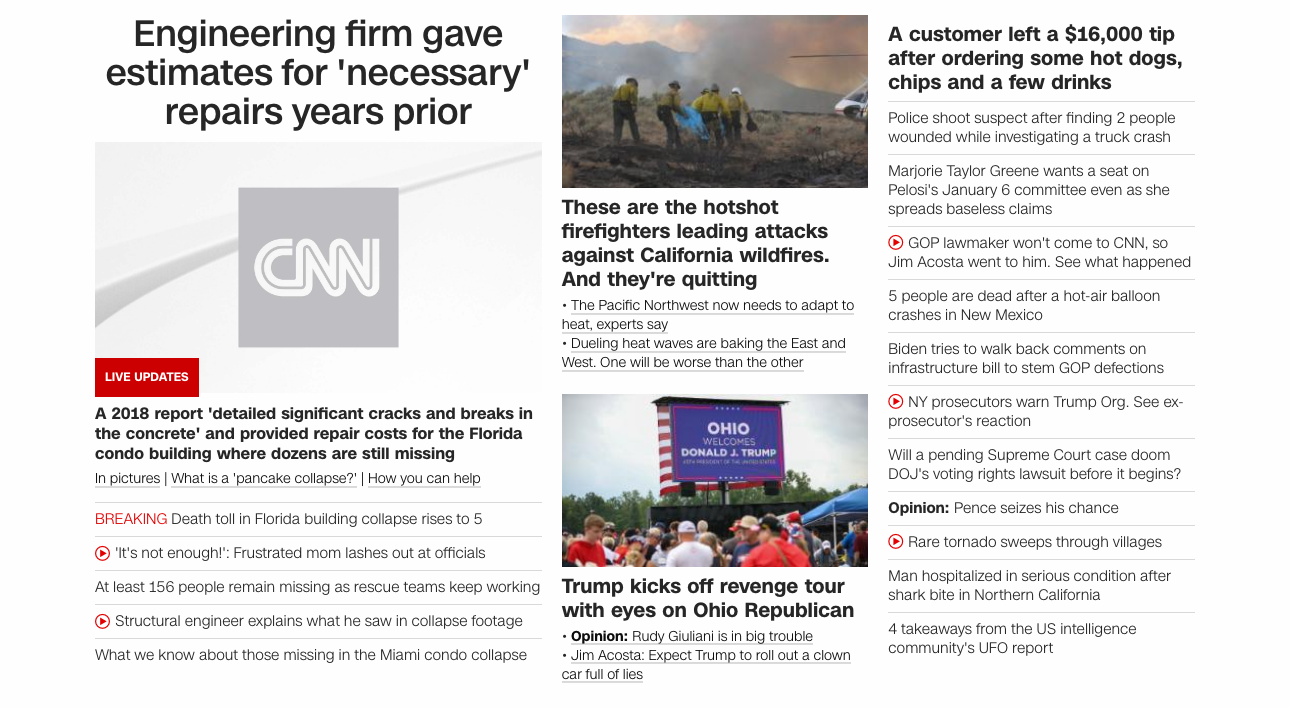 Engineering firm gave
estimates for 'necessary'
repairs years prior
CNN
LIVE UPDATES
A 2018 report 'detailed significant cracks and breaks in
the concrete' and provided repair costs for the Florida
condo building where dozens are still missing
In pictures | What is a 'pancake collapse?' | How you can help
BREAKING Death toll in Florida building collapse rises to 5
'It's not enough!': Frustrated mom lashes out at officials
At least 156 people remain missing as rescue teams keep working
Structural engineer explains what he saw in collapse footage
What we know about those missing in the Miami condo collapse
These are the hotshot
firefighters leading attacks
against California wildfires.
And they're quitting
• The Pacific Northwest now needs to adapt to
heat, experts say
• Dueling heat waves are baking the East and
West. One will be worse than the other
OHIO
WELCOMES
DONALD J. TRUMP
45TH PRESIDENT OF THE UNITED STATES
Trump kicks off revenge tour
with eyes on Ohio Republican
• Opinion: Rudy Giuliani is in big trouble
• Jim Acosta: Expect Trump to roll out a clown
car full of lies
A customer left a $16,000 tip
after ordering some hot dogs,
chips and a few drinks
Police shoot suspect after finding 2 people
wounded while investigating a truck crash
Marjorie Taylor Greene wants a seat on
Pelosi's January 6 committee even as she
spreads baseless claims
GOP lawmaker won't come to CNN, so
Jim Acosta went to him. See what happened
5 people are dead after a hot-air balloon
crashes in New Mexico
Biden tries to walk back comments on
infrastructure bill to stem GOP defections
NY prosecutors warn Trump Org. See ex-
prosecutor's reaction
Will a pending Supreme Court case doom
DOJ's voting rights lawsuit before it begins?
Opinion: Pence seizes his chance
Rare tornado sweeps through villages
Man hospitalized in serious condition after
shark bite in Northern California
4 takeaways from the US intelligence
community's UFO report